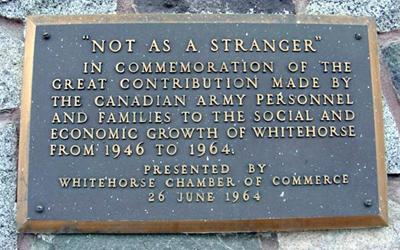 "NOT AS A STRANGER"
IN COMMEMORATION OF THE
GREAT CONTRIBUTION MADE BY
THE CANADIAN ARMY PERSONNEL
AND FAMILIES TO THE SOCIAL AND
ECONOMIC GROWTH OF WHITEHORSE
FROM 1946 TO 1964.
PRESENTED BY
WHITEHORSE CHAMBER OF COMMERCE
26 JUNE 1964